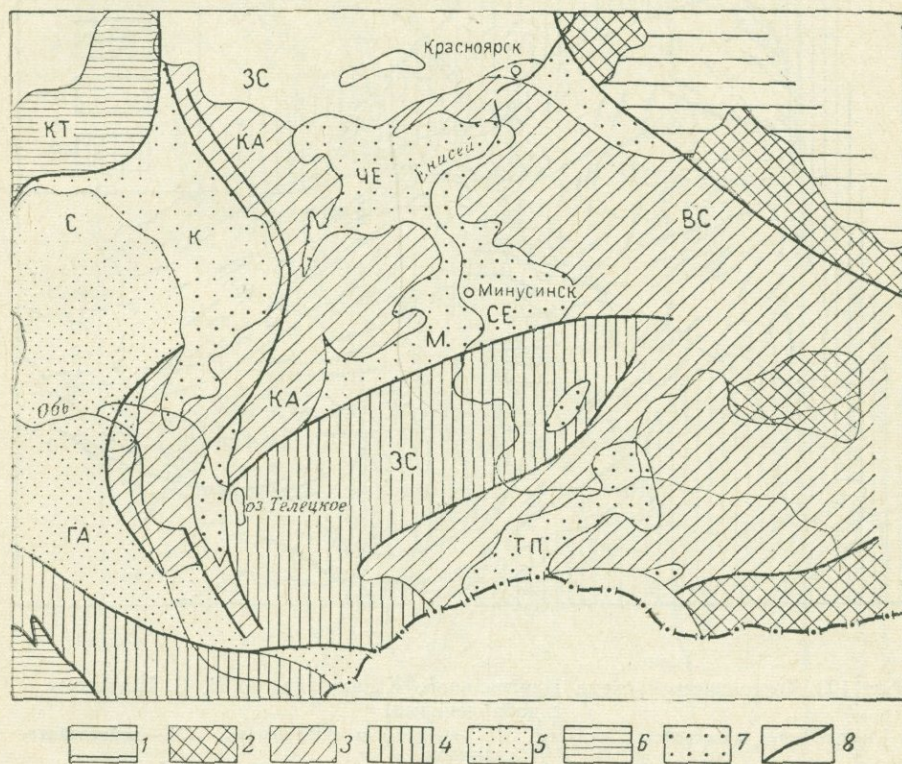 Красноярск
ЗС
КТ
КА
ЧЕ
Енисей
С
К
ВС
Минусинск
СЕ
М
КА
Обь
ЗС
оз Телецкое
ГА
ТП
1 2 3 4 5 6 7 8